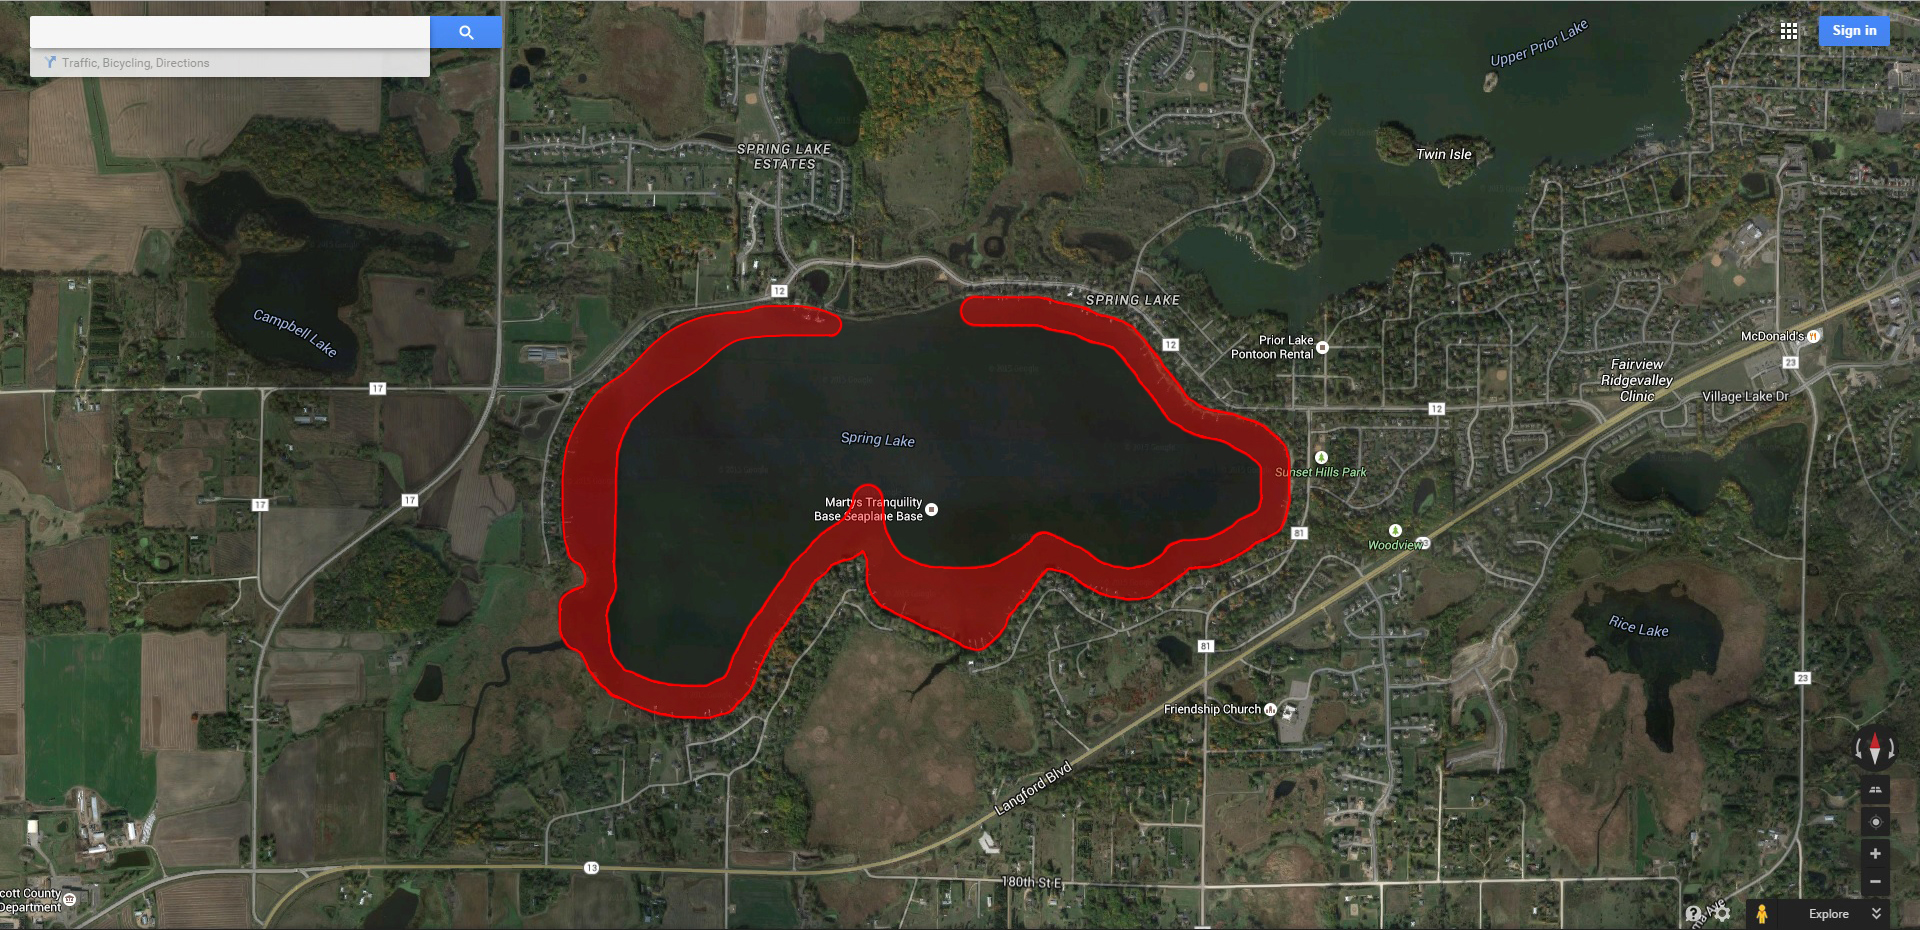 Sign in
Traffic, Bicycling, Directions
Upper Prior Lake
SPRING LAKE
ESTATES
Twin Isle
12
SPRING LAKE
Campbell Lake
Prior Lake
Pontoon Rental
12
McDonald's
23
Fairview
Ridgevalley
Clinic
17
Village Lake Dr
12
Spring Lake
Sunset Hills Park
17
17
Martys Tranquility
Base Seaplane Base
81
Woodview
Rice Lake
81
23
Friendship Church
Langford Blvd
13
180th St E
cott County
Department
Explore